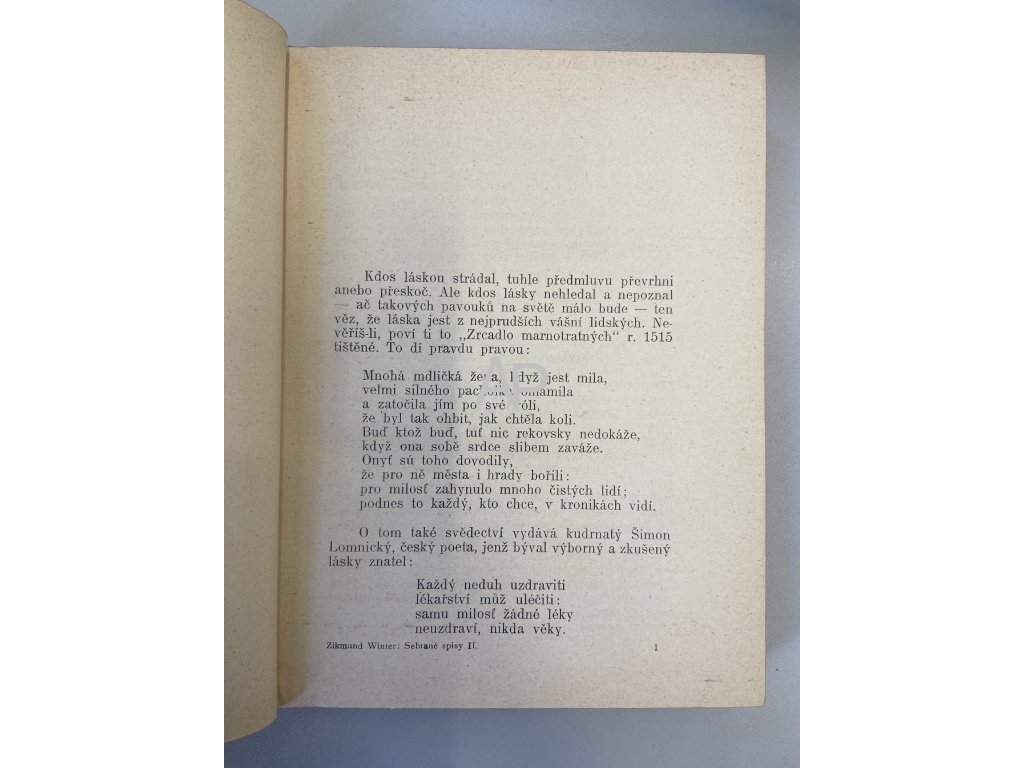 Kdos láskou strádal, tuhle předmluvu převrhni
anebo přeskoč. Ale kdos lásky nehledal a nepoznal
— ač takových pavouků na světě málo bude — ten
věz, že láska jest z nejprudších vášní lidských. Ne-
věříš-li, poví ti to „Zrcadlo marnotratných“ r. 1515
tištěné. To dí pravdu pravou:
Mnohá mdličká žena, když jest mila,
velmi silného pacholka omámila
a zatočila jím po své vóli,
že byl tak ohbit, jak chtěla koli.
Buď ktož buď, tuť nic rekovsky nedokáže,
když ona sobě srdce slibem zaváže.
Onyť sú toho dovodily,
že pro ně města i hrady bořili:
pro milosť zahynulo mnoho čistých lidí;
podnes to každý, kto chce, v kronikách vidí.
O tom také svědectví vydává kudrnatý Šimon
Lomnický, český poeta, jenž býval výborný a zkušený
lásky znatel:
Každý neduh uzdraviti
lékařství můž uléčiti:
samu milosť žádné léky
neuzdraví, nikda věky.
Zikmund Winter: Sebrané spisy II. 1